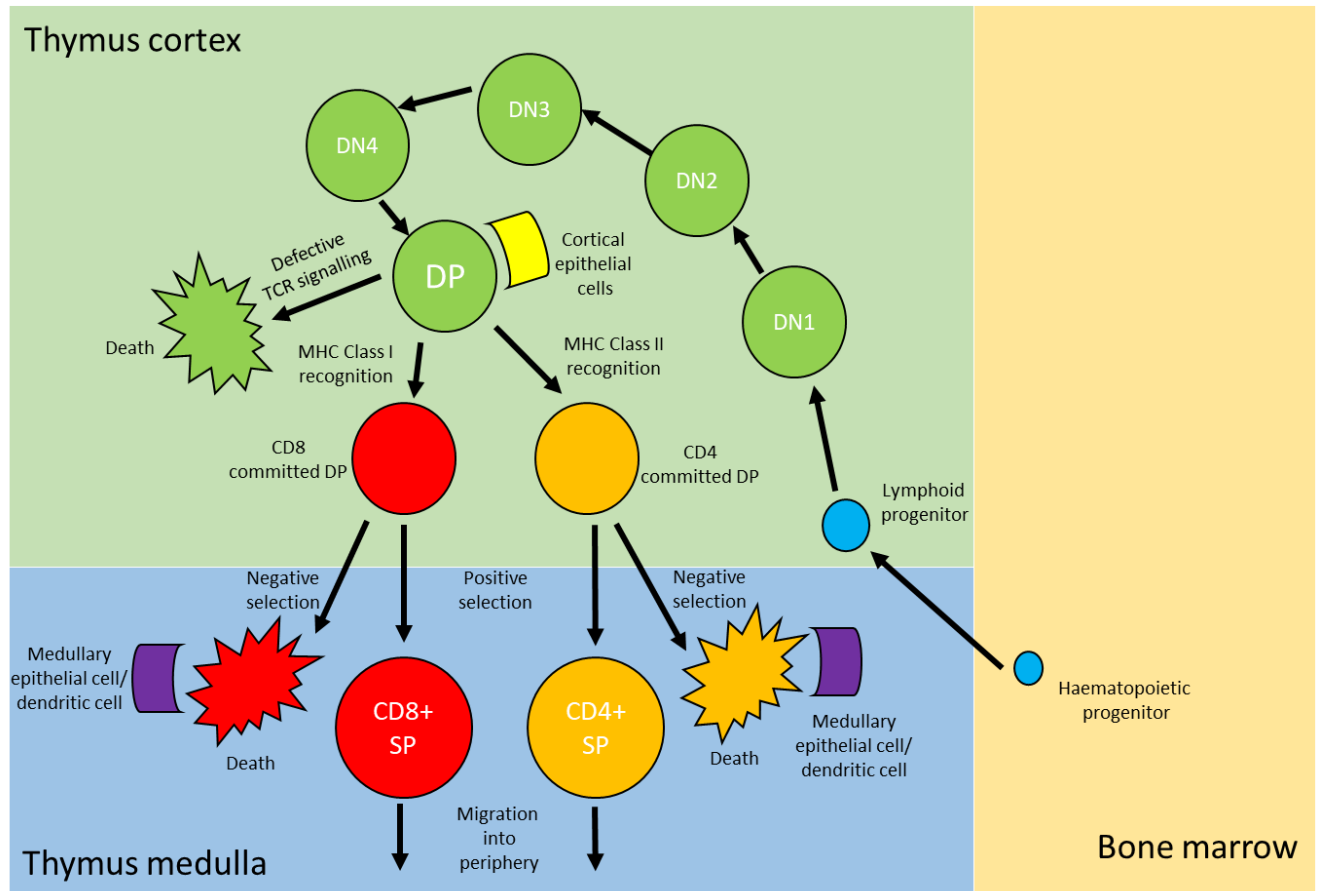 Thymus cortex
DN3
DN4
DN2
DN1
DP
Cortical
epithelial
cells
Defective
TCR signalling
Death
MHC Class I
recognition
MHC Class II
recognition
CD8
committed DP
CD4
committed DP
Lymphoid
progenitor
Negative
selection
Positive
selection
Negative
selection
Medullary
epithelial cell/
dendritic cell
Death
CD8+
SP
CD4+
SP
Death
Medullary
epithelial cell/
dendritic cell
Haematopoietic
progenitor
Migration
into
periphery
Thymus medulla
Bone marrow